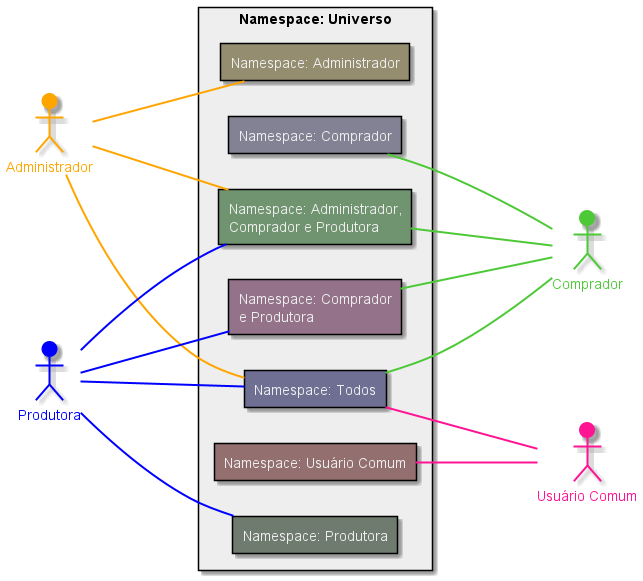 Namespace: Universo
Namespace: Administrador
Namespace: Comprador
Administrador
Namespace: Administrador,
Comprador e Produtora
Comprador
Namespace: Comprador
e Produtora
Namespace: Todos
Produtora
Namespace: Usuário Comum
Usuário Comum
Namespace: Produtora